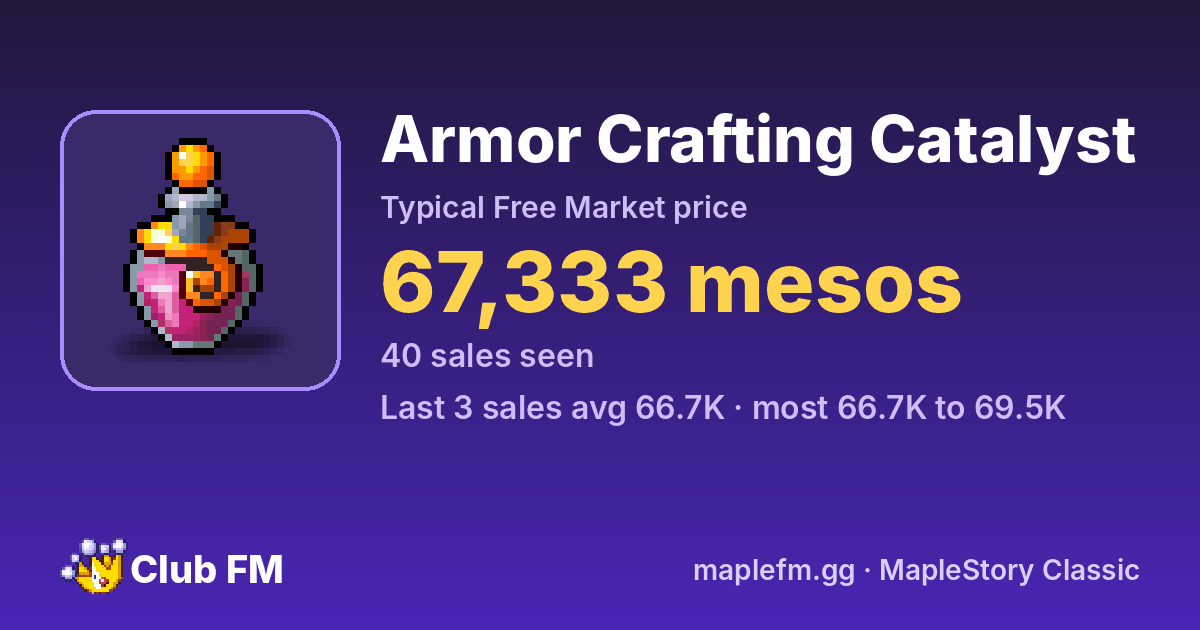 Armor Crafting Catalyst
Typical Free Market price
67,333 mesos
40 sales seen
Last 3 sales avg 66.7K · most 66.7K to 69.5K
Club FM
maplefm.gg · MapleStory Classic